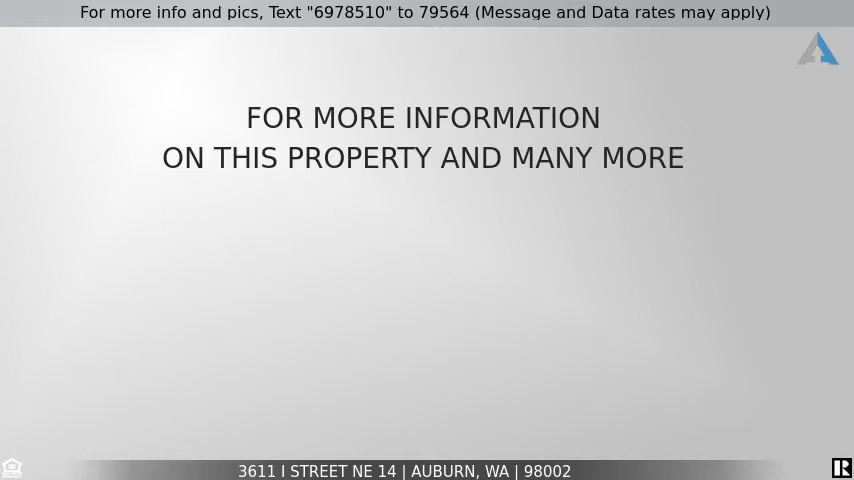 For more info and pics, Text "6978510" to 79564 (Message and Data rates may apply)
FOR MORE INFORMATION
ON THIS PROPERTY AND MANY MORE
3611 I STREET NE 14 | AUBURN, WA | 98002